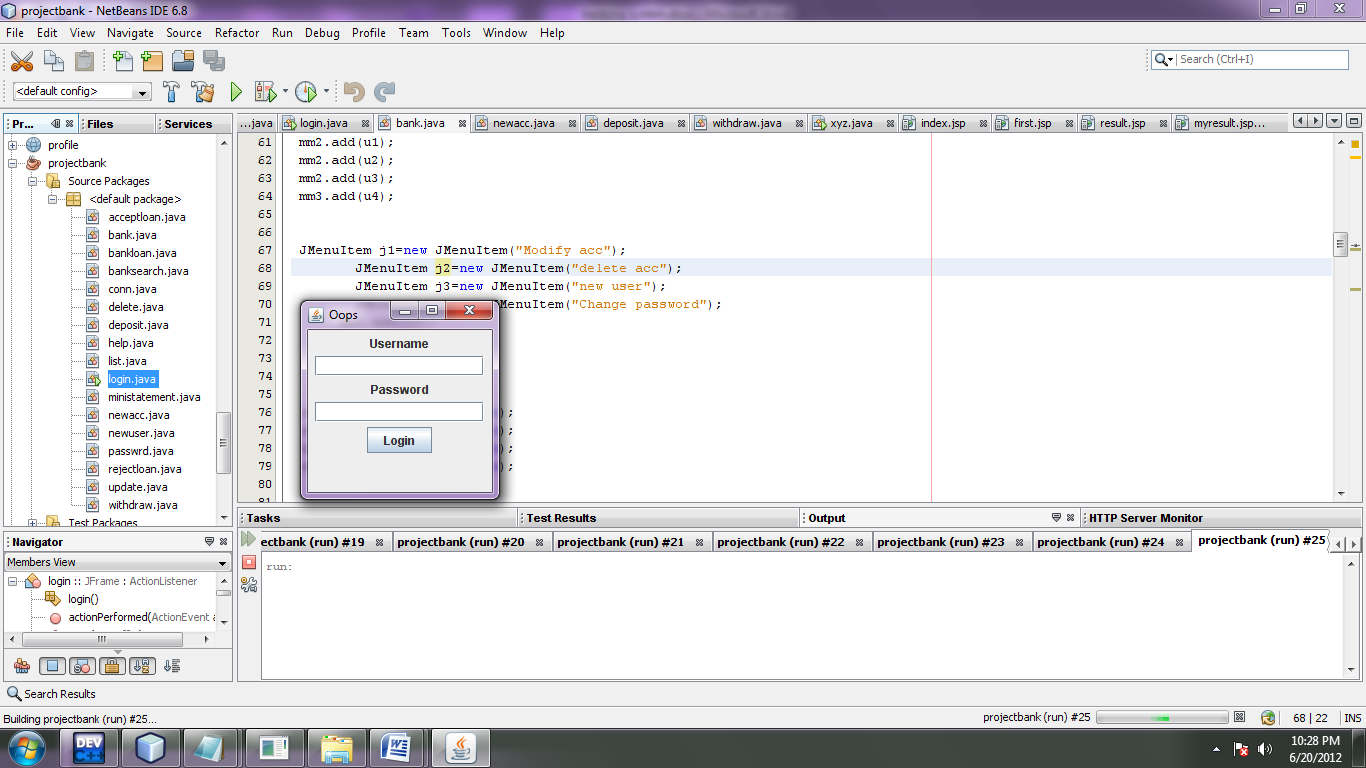 projectbank - NetBeans IDE 6.8
File Edit View Navigate Source Refactor Run Debug Profile Team Tools Window Help
Search (Ctrl+I)
<default config>
Pr... Files Services
...java login.java bank.java newacc.java deposit.java withdraw.java xyz.java index.jsp first.jsp result.jsp myresult.jsp...
profile
projectbank
Source Packages
<default package>
acceptloan.java
bank.java
bankloan.java
banksearch.java
conn.java
delete.java
deposit.java
help.java
list.java
login.java
ministatement.java
newacc.java
newuser.java
passwrd.java
rejectloan.java
update.java
withdraw.java
Test Packages
61 mm2.add(u1);
62 mm2.add(u2);
63 mm2.add(u3);
64 mm3.add(u4);
65
66
67 JMenuItem j1=new JMenuItem("Modify acc");
68 JMenuItem j2=new JMenuItem("delete acc");
69 JMenuItem j3=new JMenuItem("new user");
70 MenuItem("Change password");
71
72
73
74
75
76 );
77 );
78 );
79 );
80
81
Oops
Username
Password
Login
Navigator
Members View
login :: JFrame : ActionListener
login()
actionPerformed(ActionEvent a
Tasks Test Results Output HTTP Server Monitor
ectbank (run) #19 projectbank (run) #20 projectbank (run) #21 projectbank (run) #22 projectbank (run) #23 projectbank (run) #24 projectbank (run) #25
run:
Search Results
Building projectbank (run) #25...
projectbank (run) #25
68 | 22 INS
DEV
C++
10:28 PM
6/20/2012